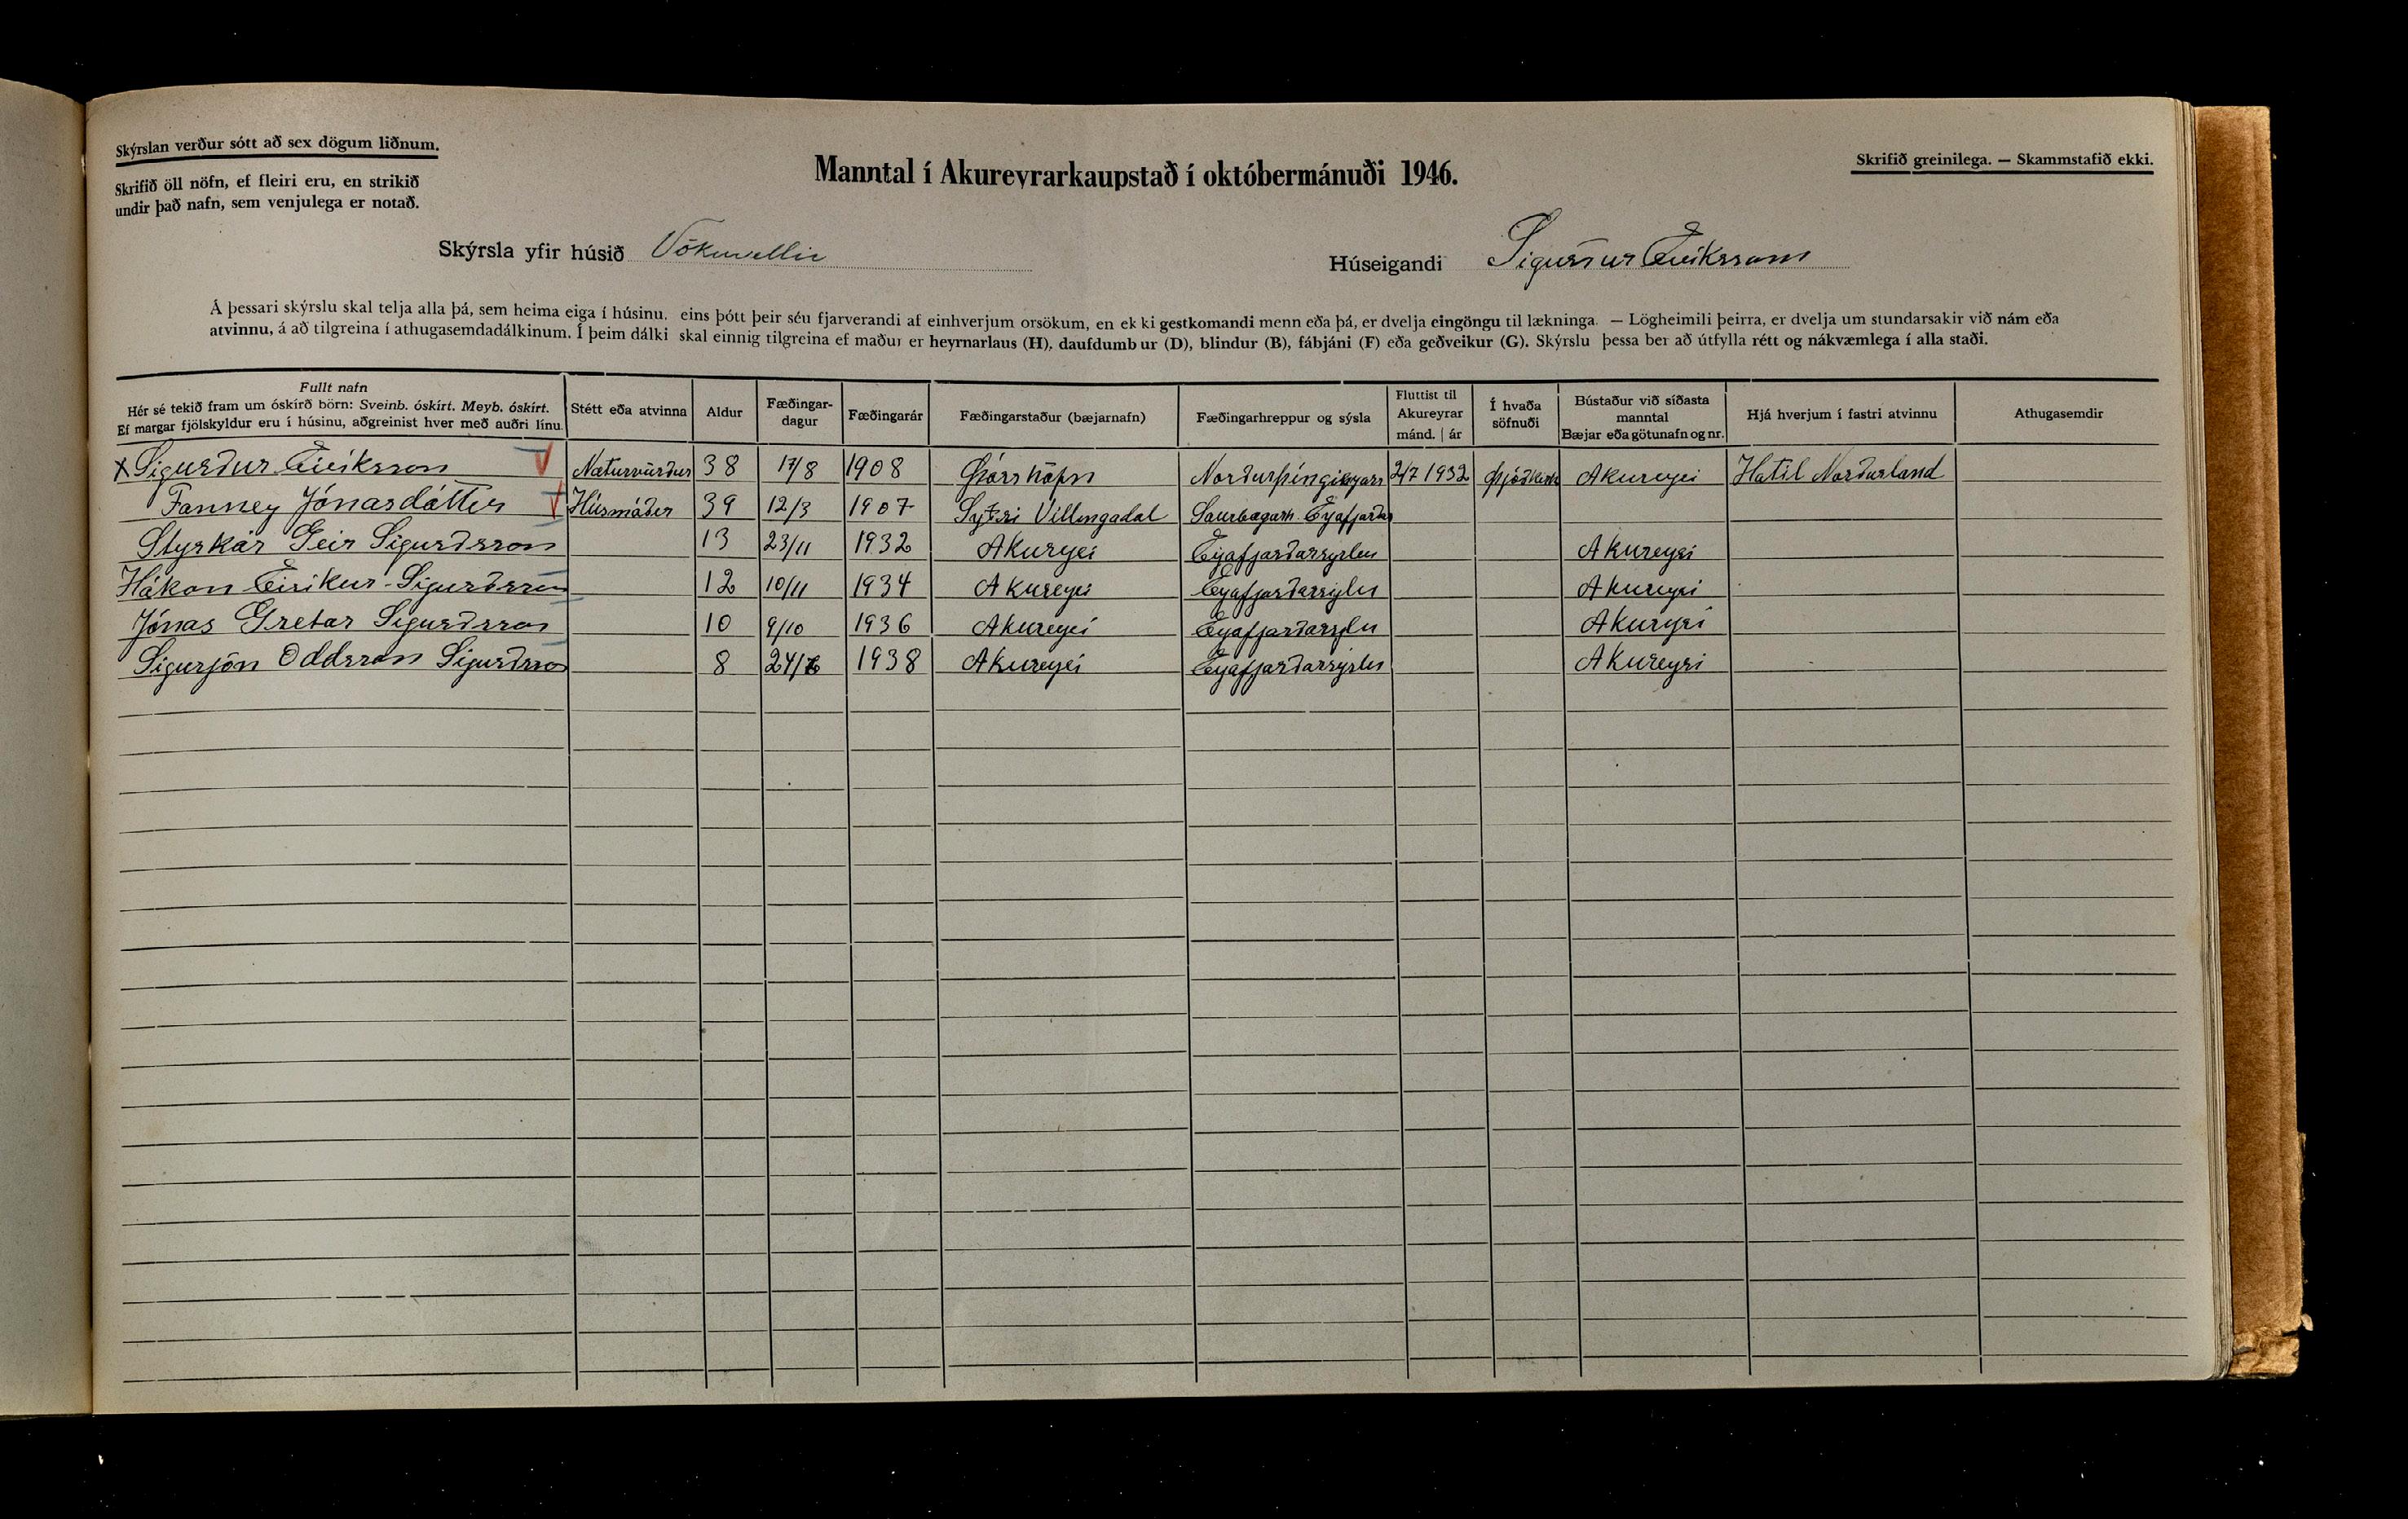 Skýrslan verður sótt að sex dögum liðnum.
Skrifið öll nöfn, ef fleiri eru, en strikið
undir það nafn, sem venjulega er notað.
Manntal í Akureyrarkaupstað í októbermánuði 1946.
Skrifið greinilega. — Skammstafið ekki.
Skýrsla yfir húsið Vökuvellir
Húseigandi Sigurður Eiríksson
Á þessari skýrslu skal telja alla þá, sem heima eiga í húsinu, eins þótt þeir séu fjarverandi af einhverjum orsökum, en ekki gestkomandi menn eða þá, er dvelja eingöngu til lækninga. — Lögheimili þeirra, er dvelja um stundarsakir við nám eða
atvinnu, á að tilgreina í athugasemdadálkinum. Í þeim dálki skal einnig tilgreina ef maður er heyrnarlaus (H), daufdumbur (D), blindur (B), fábjáni (F) eða geðveikur (G). Skýrslu þessa ber að útfylla rétt og nákvæmlega í alla staði.
Fullt nafn
Hér sé tekið fram um óskírð börn: Sveinb. óskírt. Meyb. óskírt.
Ef margar fjölskyldur eru í húsinu, aðgreinist hver með auðri línu.
Stétt eða atvinna
Aldur
Fæðingar-
dagur
Fæðingarár
Fæðingarstaður (bæjarnafn)
Fæðingarhreppur og sýsla
Fluttist til
Akureyrar
mánd. | ár
Í hvaða
söfnuði
Bústaður við síðasta
manntal
Bæjar eða götunafn og nr.
Hjá hverjum í fastri atvinnu
Athugasemdir
x Sigurður Eiríksson V Næturvörður 38 17/8 1908 Þórshöfn 2/7 1932 Akureyri Hótil Norðurland
Fanney Jónasdóttir V Húsmóðir 39 12/3 1907 Villingadal Saurbæjarh.
Styrkár Geir Sigurðsson 13 23/11 1932 Akureyri Eyjafjarðarsýslu Akureyri
Hákon Eiríkur Sigurðsson 12 10/11 1934 Akureyri Eyjafjarðarsýslu Akureyri
Jónas Gretar Sigurðsson 10 9/10 1936 Akureyri Eyjafjarðarsýslu Akureyri
Sigurjón Oddsson Sigurðsson 8 1938 Akureyri Eyjafjarðarsýslu Akureyri